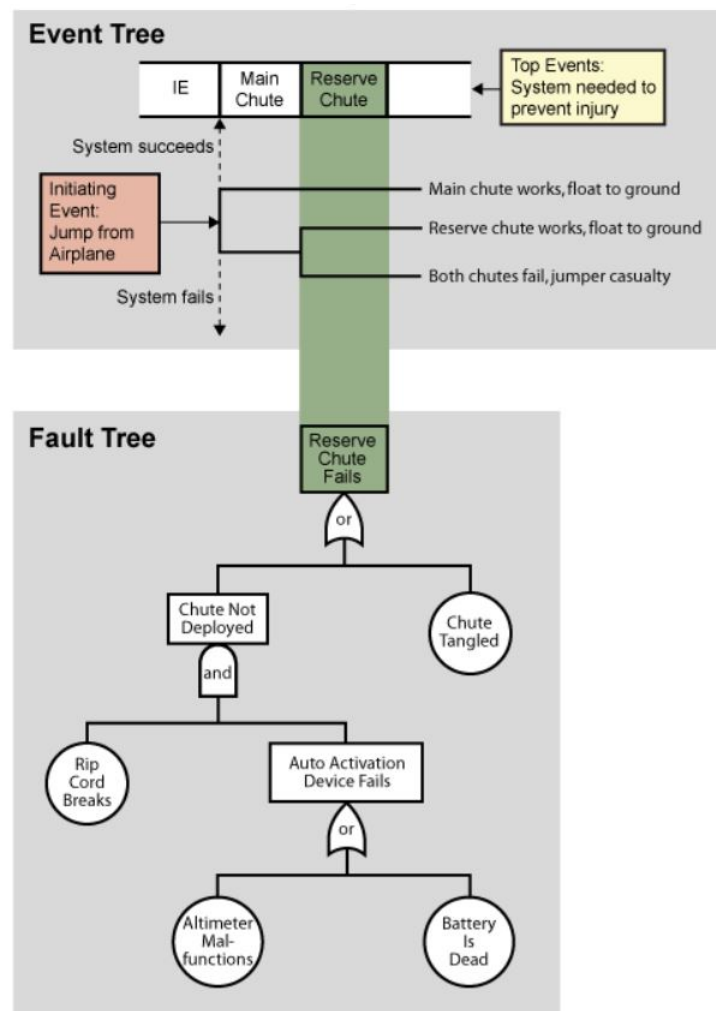 Event Tree
IE
Main
Chute
Reserve
Chute
Top Events:
System needed to
prevent injury
System succeeds
Initiating
Event:
Jump from
Airplane
Main chute works, float to ground
Reserve chute works, float to ground
Both chutes fail, jumper casualty
System fails
Fault Tree
Reserve
Chute
Fails
or
Chute Not
Deployed
Chute
Tangled
and
Rip
Cord
Breaks
Auto Activation
Device Fails
or
Altimeter
Mal-
functions
Battery
Is
Dead